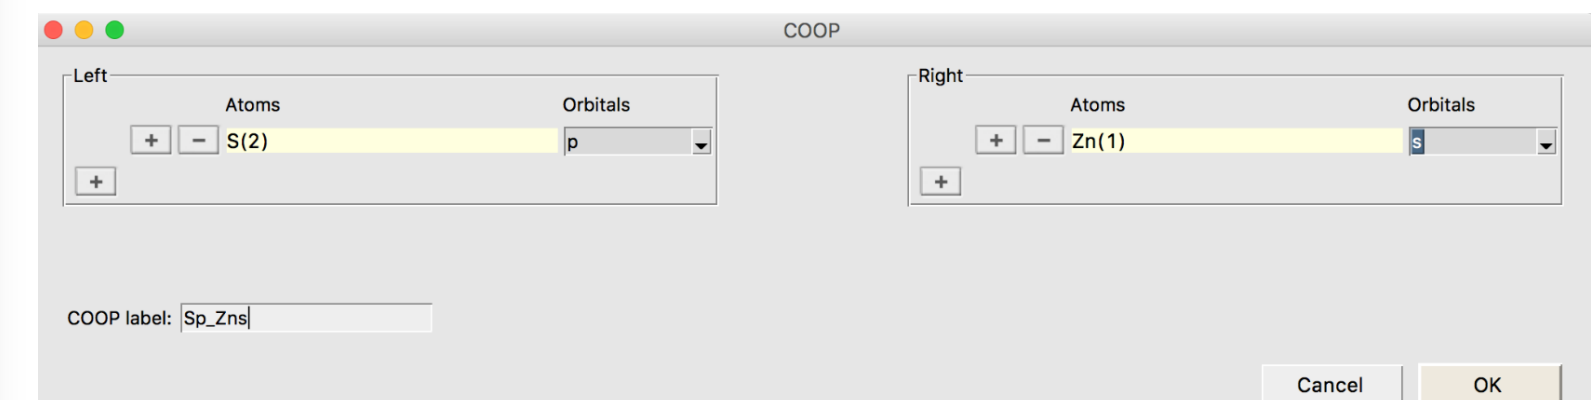 COOP
Left
Right
Atoms Orbitals Atoms Orbitals
+ − S(2) p + − Zn(1) s
+ +
COOP label: Sp_Zns
Cancel OK